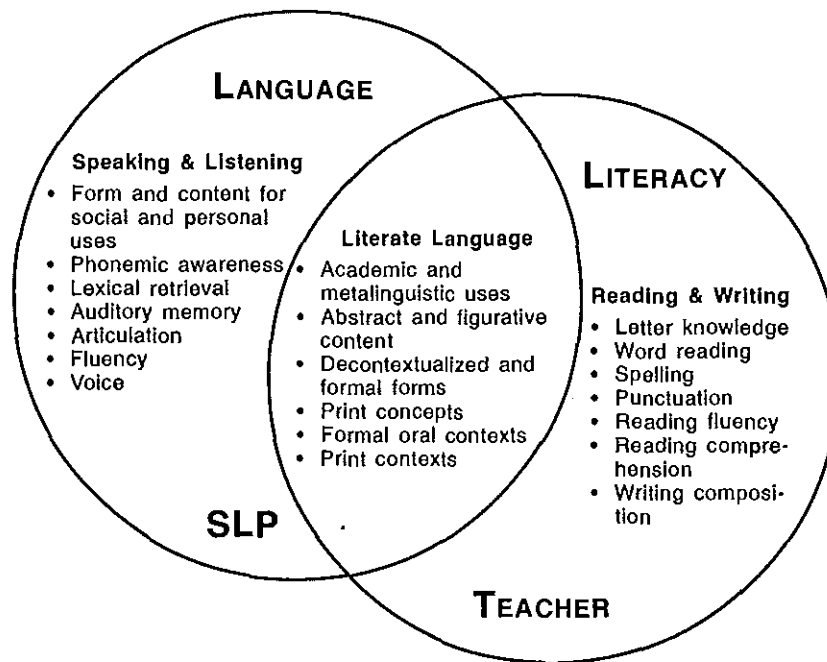 LANGUAGE
Speaking & Listening
• Form and content for
social and personal
uses
• Phonemic awareness
• Lexical retrieval
• Auditory memory
• Articulation
• Fluency
• Voice
SLP
Literate Language
• Academic and
metalinguistic uses
• Abstract and figurative
content
• Decontextualized and
formal forms
• Print concepts
• Formal oral contexts
• Print contexts
LITERACY
Reading & Writing
• Letter knowledge
• Word reading
• Spelling
• Punctuation
• Reading fluency
• Reading compre-
hension
• Writing composi-
tion
TEACHER